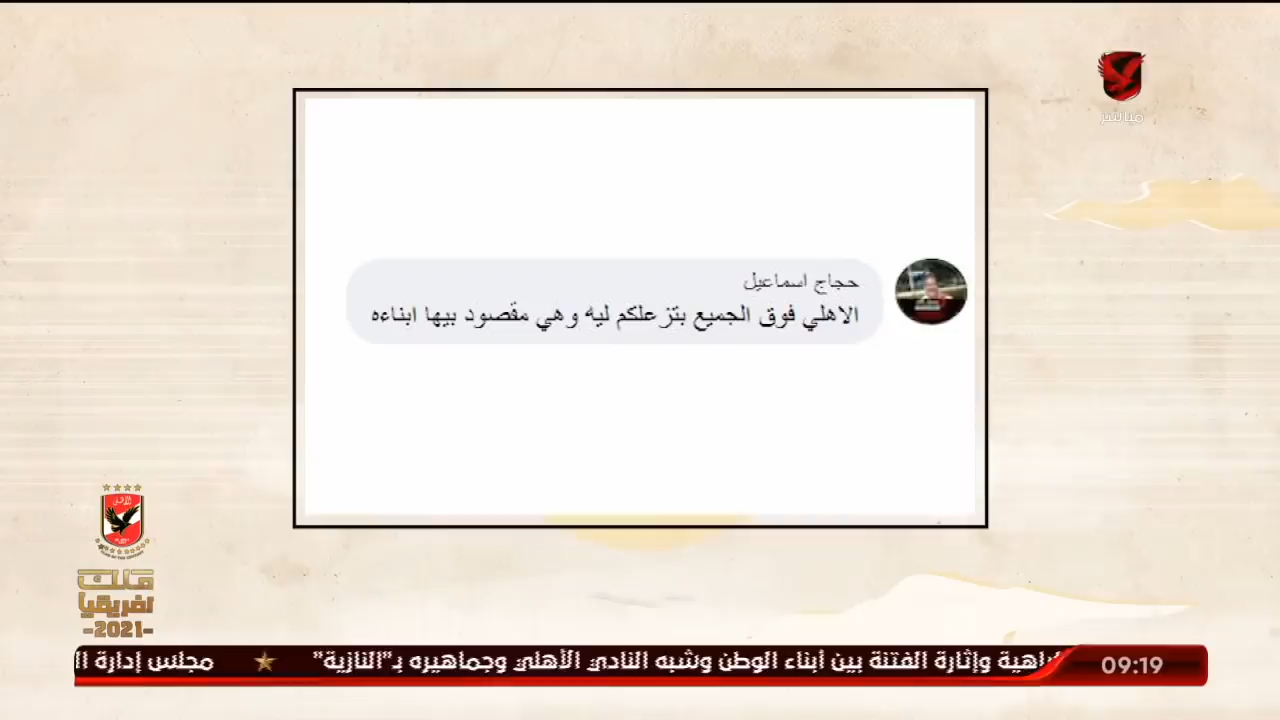 مباشر
حجاج اسماعيل
الاهلي فوق الجميع بتزعلكم ليه وهي مقصود بيها ابناءه
ملك
افريقيا
-2021-
وإثارة الفتنة بين أبناء الوطن وشبه النادي الأهلي وجماهيره بـ"النازية" ★ مجلس إدارة
09:19